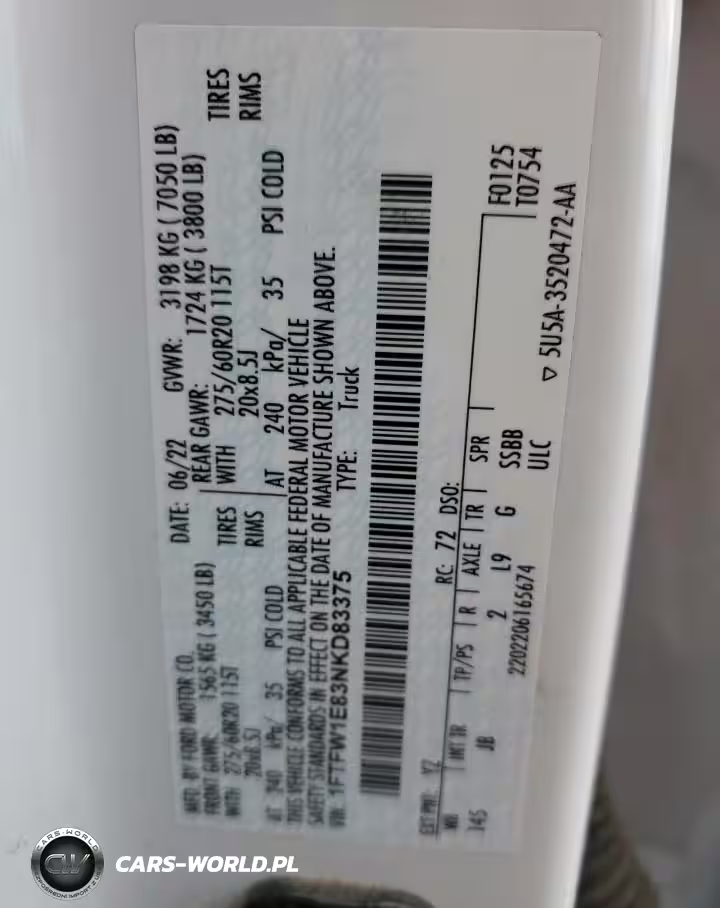 MFD. BY FORD MOTOR CO.
DATE: 06/22 GVWR: 3198 KG ( 7050 LB)
FRONT GAWR: 1565 KG ( 3450 LB) REAR GAWR: 1724 KG ( 3800 LB)
WITH 275/60R20 115T TIRES WITH 275/60R20 115T TIRES
20x8.5J RIMS 20x8.5J RIMS
AT 240 kPa/ 35 PSI COLD AT 240 kPa/ 35 PSI COLD
THIS VEHICLE CONFORMS TO ALL APPLICABLE FEDERAL MOTOR VEHICLE
SAFETY STANDARDS IN EFFECT ON THE DATE OF MANUFACTURE SHOWN ABOVE.
VIN: 1FTFW1E83NKD83375 TYPE: Truck
EXT PNT: YZ RC: 72 DSO: F0125
T0754
WB INT TR TP/PS R AXLE TR SPR
145 JB 2 L9 G SSBB
2202206165674 ULC
▽ 5U5A-3520472-AA
CARS-WORLD
CW
CARS-WORLD.PL